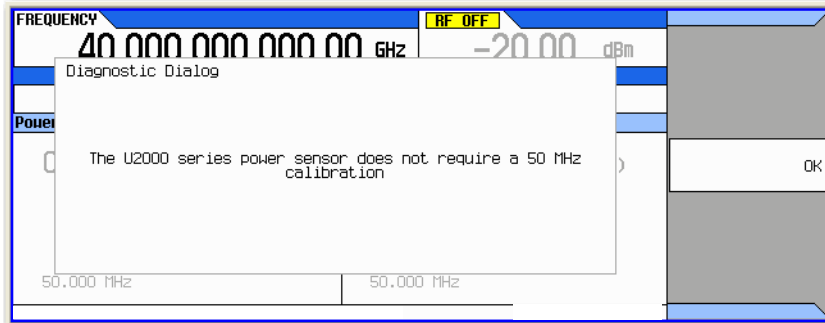 FREQUENCY
RF OFF
40.000 000 000 00 GHz
-20.00 dBm
Diagnostic Dialog
The U2000 series power sensor does not require a 50 MHz
calibration
OK
50.000 MHz
50.000 MHz